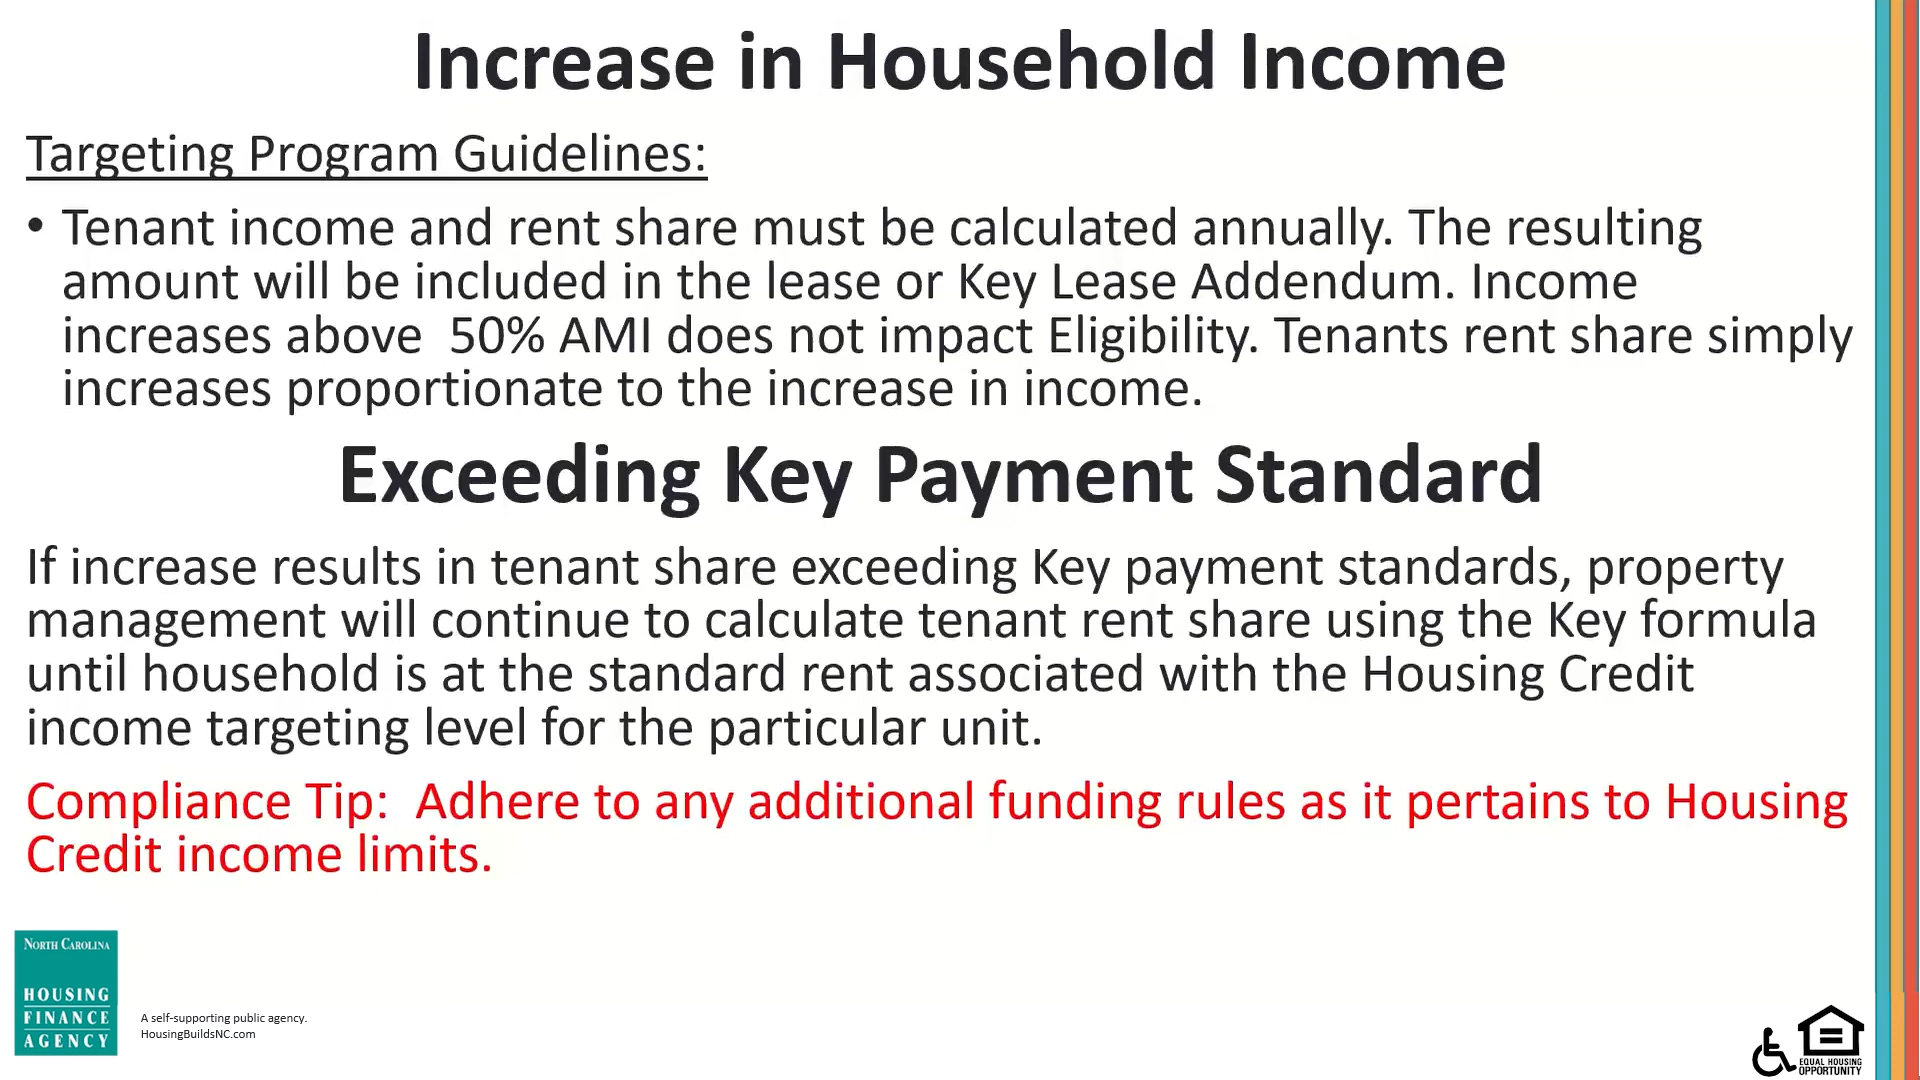 Increase in Household Income
Targeting Program Guidelines:
• Tenant income and rent share must be calculated annually. The resulting
amount will be included in the lease or Key Lease Addendum. Income
increases above  50% AMI does not impact Eligibility. Tenants rent share simply
increases proportionate to the increase in income.
Exceeding Key Payment Standard
If increase results in tenant share exceeding Key payment standards, property
management will continue to calculate tenant rent share using the Key formula
until household is at the standard rent associated with the Housing Credit
income targeting level for the particular unit.
Compliance Tip:  Adhere to any additional funding rules as it pertains to Housing
Credit income limits.
NORTH CAROLINA
HOUSING
FINANCE
AGENCY
A self-supporting public agency.
HousingBuildsNC.com
EQUAL HOUSING
OPPORTUNITY